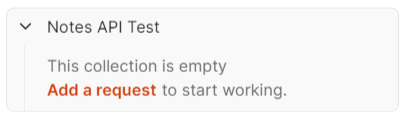 Notes API Test
This collection is empty
Add a request to start working.